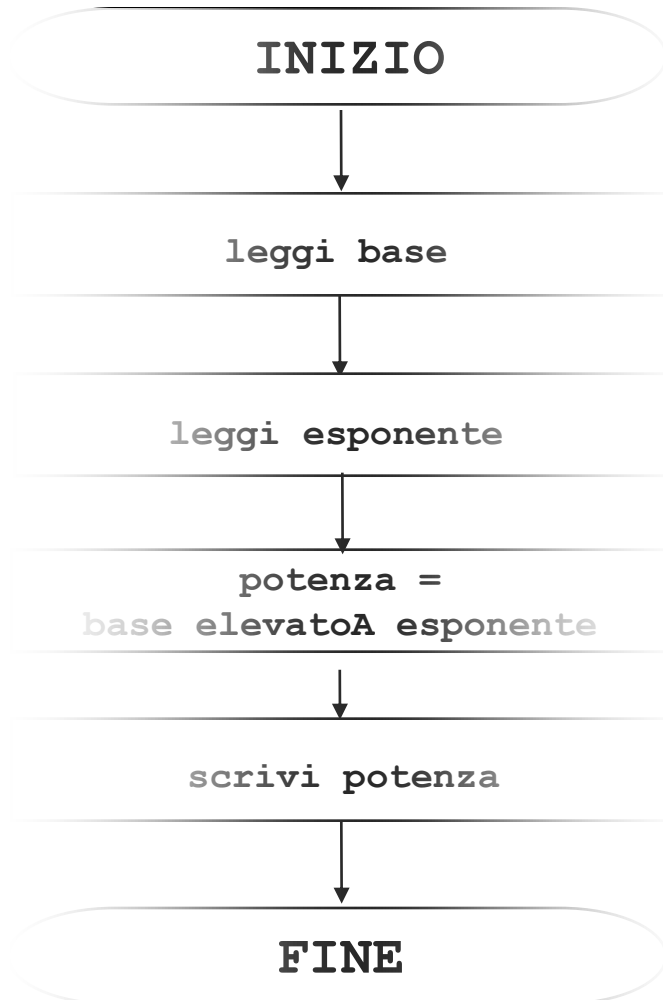 INIZIO
leggi base
leggi esponente
potenza =
base elevatoA esponente
scrivi potenza
FINE